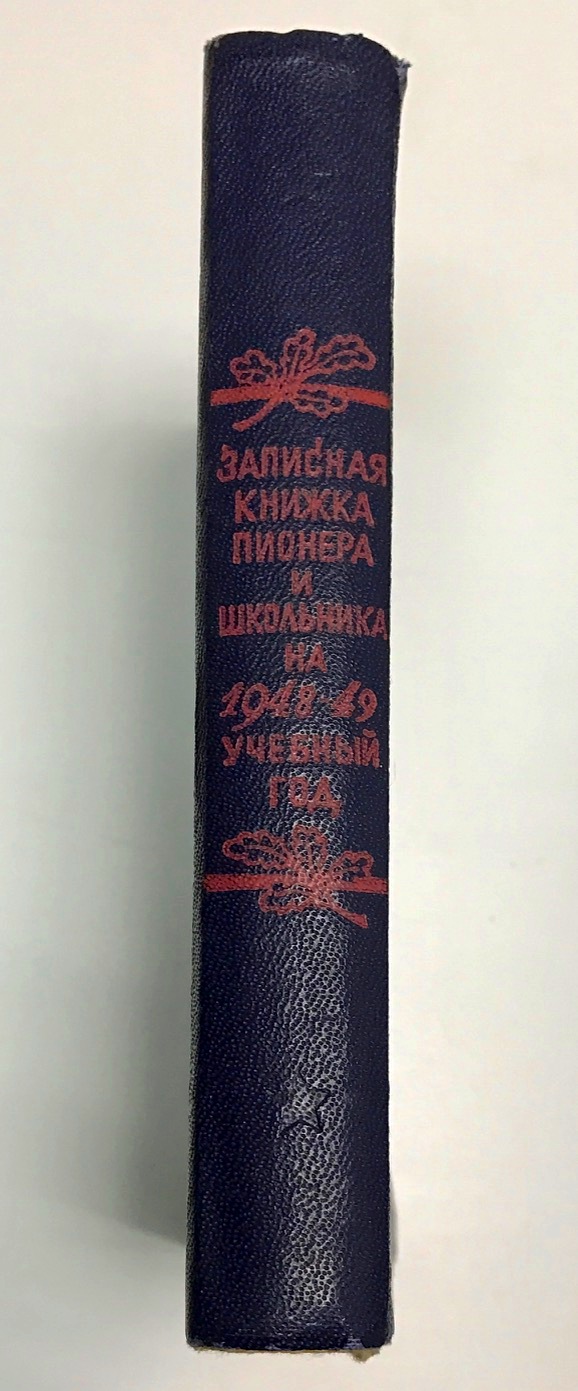 ЗАПИСНАЯ
КНИЖКА
ПИОНЕРА
И
ШКОЛЬНИКА
НА
1948-49
УЧЕБНЫЙ
ГОД